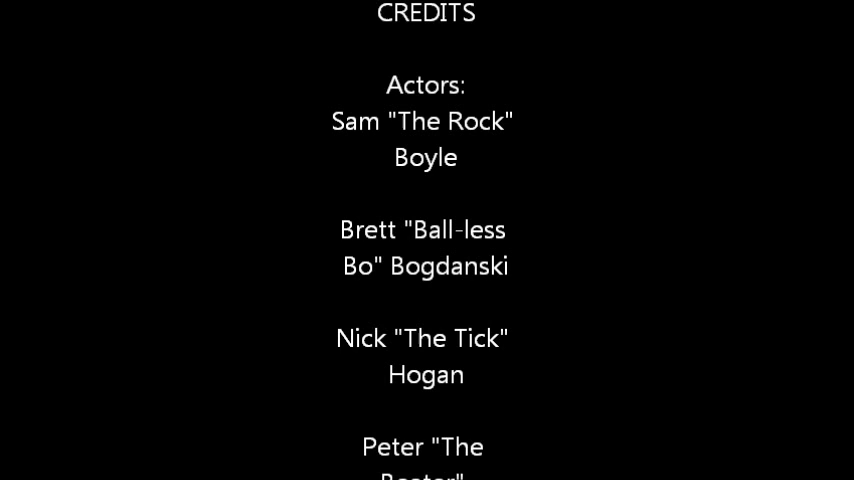 CREDITS
Actors:
Sam "The Rock"
Boyle
Brett "Ball-less
Bo" Bogdanski
Nick "The Tick"
Hogan
Peter "The